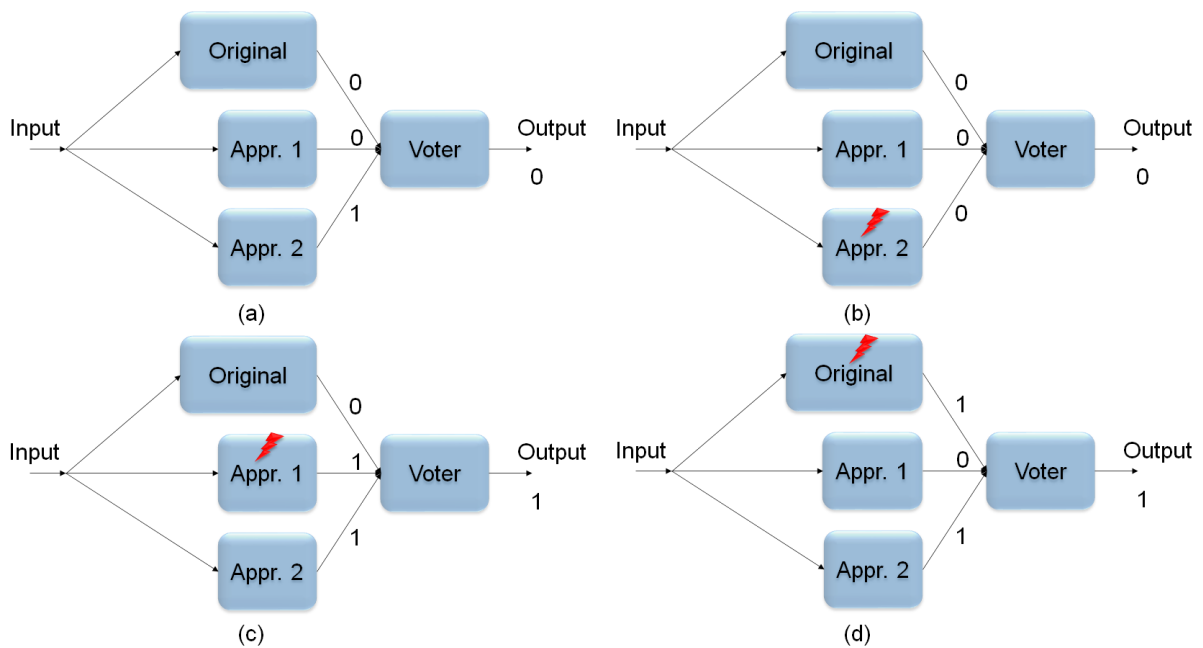 Original
0
Input
Appr. 1
0
Voter
Output
0
1
Appr. 2
(a)
Original
0
Input
Appr. 1
0
Voter
Output
0
0
Appr. 2
(b)
Original
0
Input
Appr. 1
1
Voter
Output
1
1
Appr. 2
(c)
Original
1
Input
Appr. 1
0
Voter
Output
1
1
Appr. 2
(d)